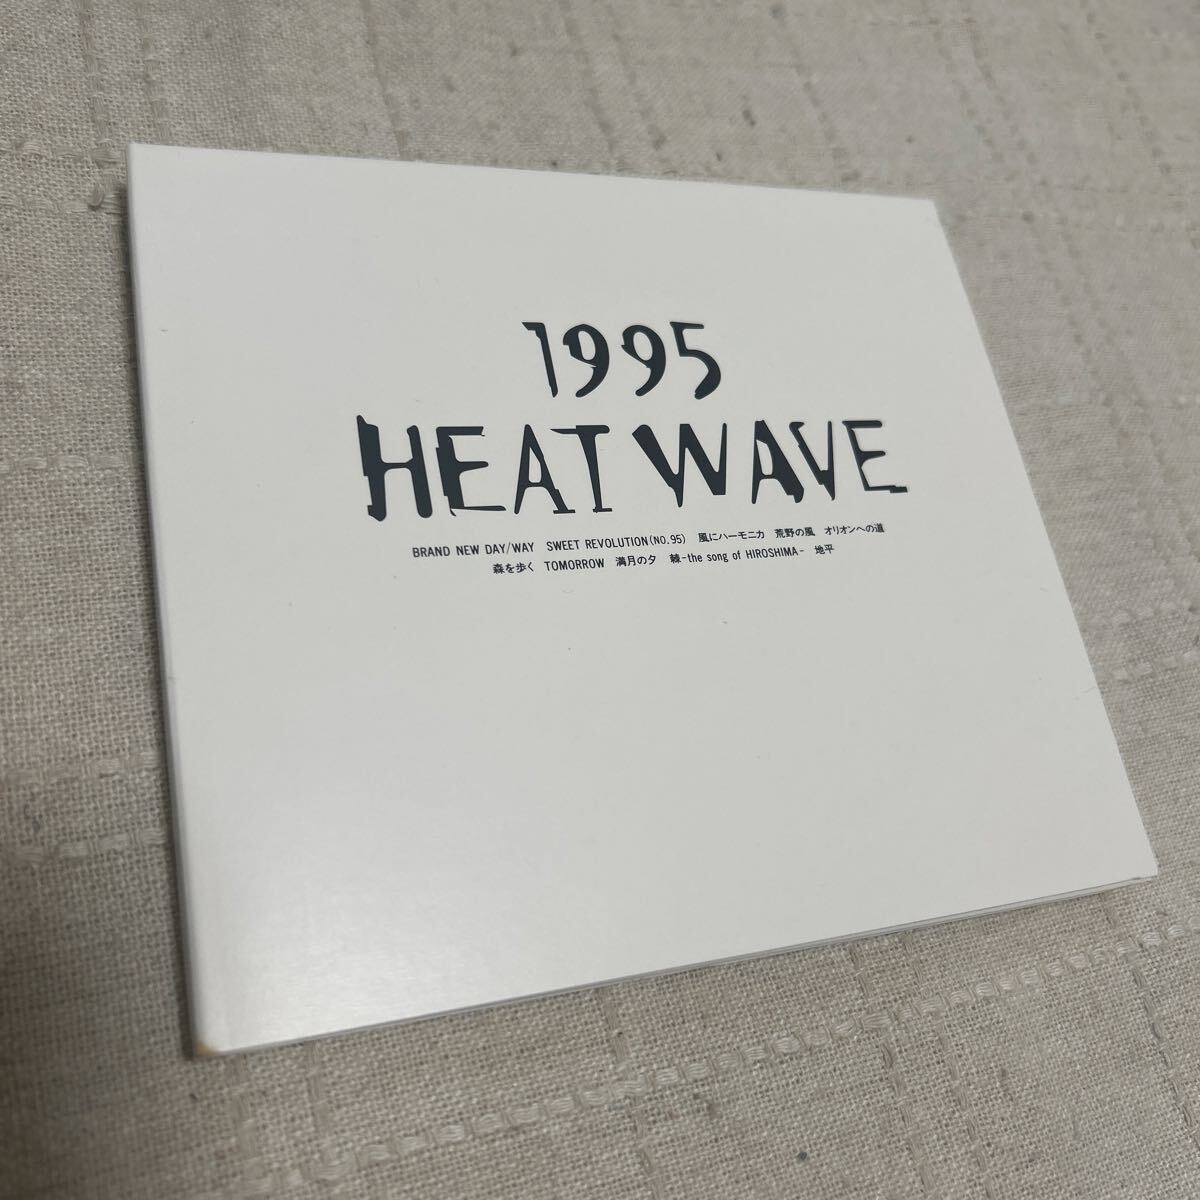 1995
HEAT WAVE
BRAND NEW DAY/WAY SWEET REVOLUTION(NO.95) 風にハーモニカ 荒野の風 オリオンへの道
森を歩く TOMORROW 満月の夕 棘-the song of HIROSHIMA- 地平